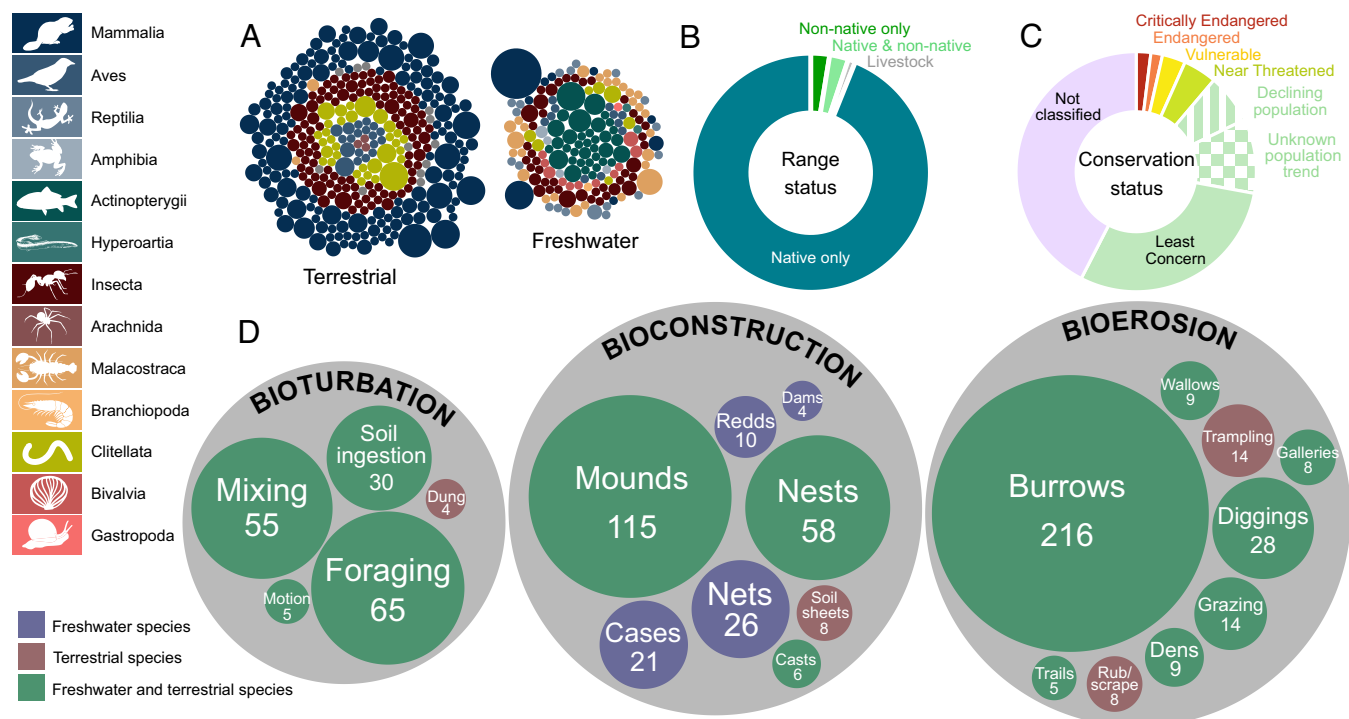 Mammalia
Aves
Reptilia
Amphibia
Actinopterygii
Hyperoartia
Insecta
Arachnida
Malacostraca
Branchiopoda
Clitellata
Bivalvia
Gastropoda
Freshwater species
Terrestrial species
Freshwater and terrestrial species
A
Terrestrial
Freshwater
B
Non-native only
Native & non-native
Livestock
Range
status
Native only
C
Critically Endangered
Endangered
Vulnerable
Near Threatened
Declining
population
Unknown
population
trend
Not
classified
Conservation
status
Least
Concern
D
BIOTURBATION
Soil
ingestion
30
Mixing
55
Dung
4
Foraging
65
Motion
5
BIOCONSTRUCTION
Dams
4
Redds
10
Mounds
115
Nests
58
Nets
26
Soil
sheets
8
Cases
21
Casts
6
BIOEROSION
Wallows
9
Trampling
14
Galleries
8
Burrows
216
Diggings
28
Grazing
14
Dens
9
Trails
5
Rub/
scrape
8